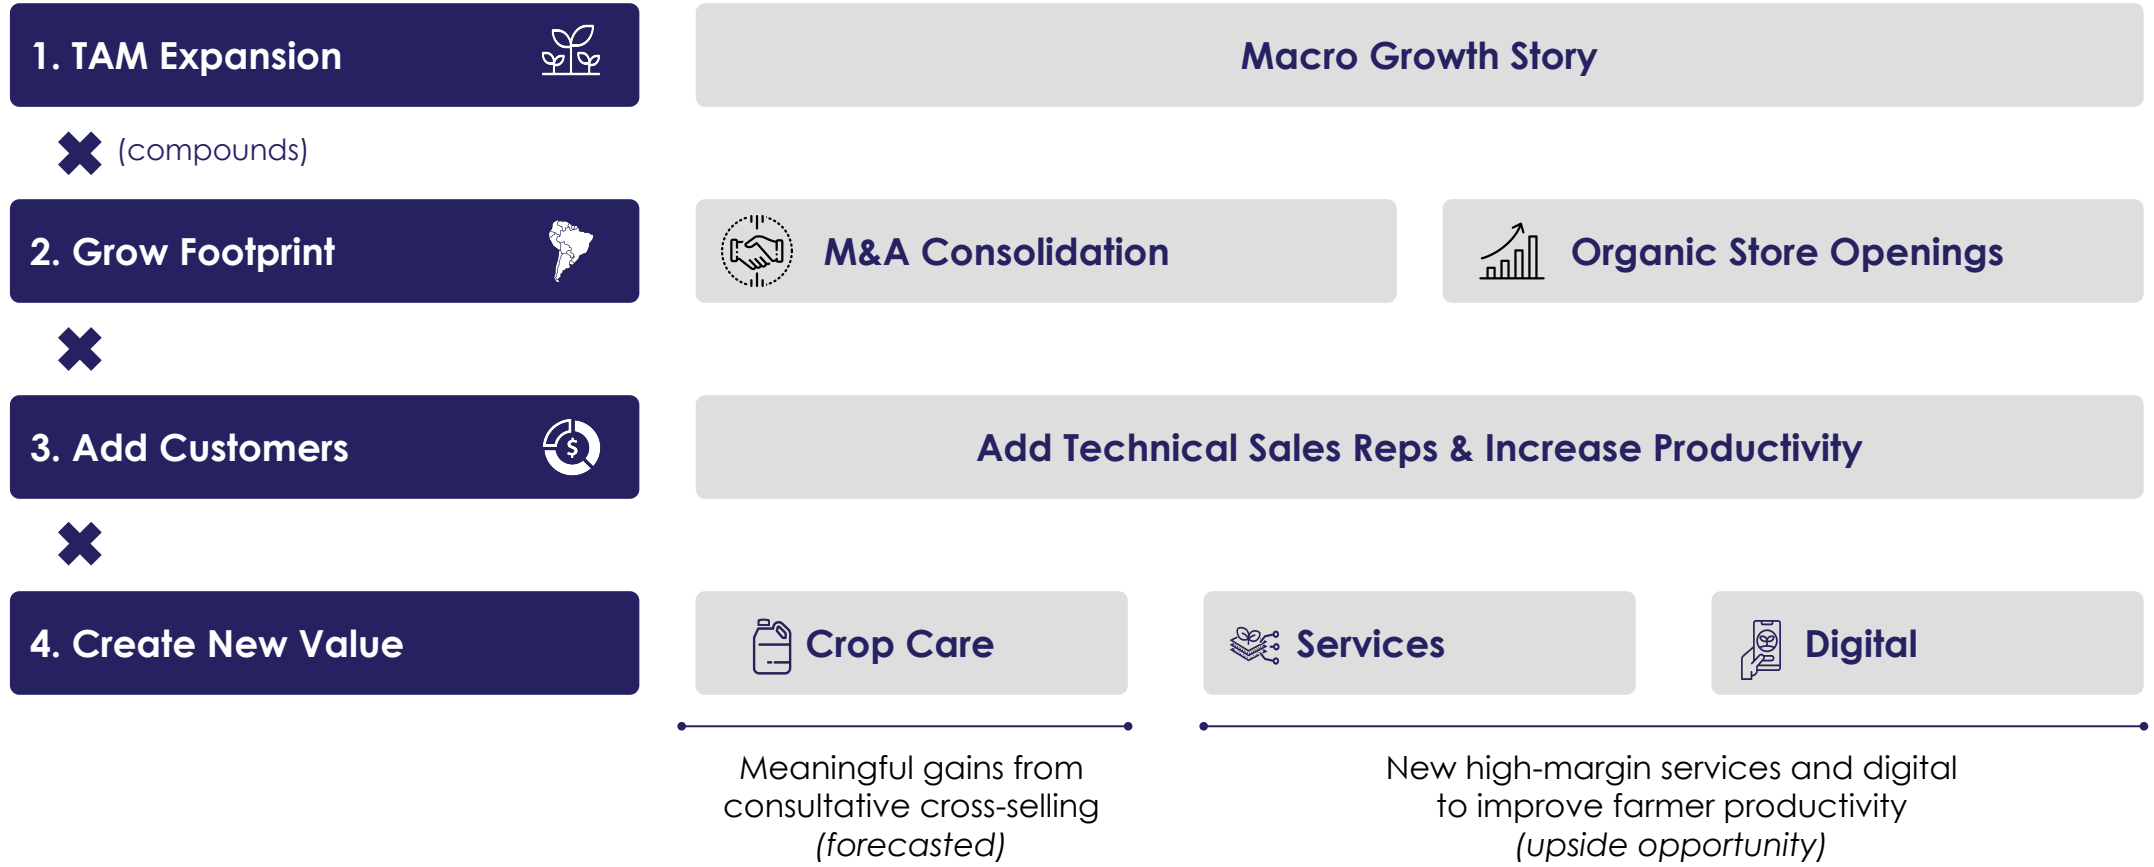 1. TAM Expansion
Macro Growth Story
(compounds)
2. Grow Footprint
M&A Consolidation
Organic Store Openings
3. Add Customers
$
Add Technical Sales Reps & Increase Productivity
4. Create New Value
Crop Care
Services
Digital
Meaningful gains from
consultative cross-selling
(forecasted)
New high-margin services and digital
to improve farmer productivity
(upside opportunity)